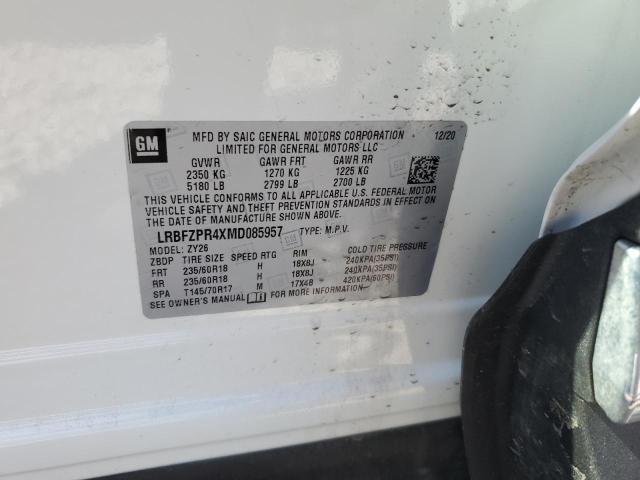 GM
MFD BY SAIC GENERAL MOTORS CORPORATION 12/20
LIMITED FOR GENERAL MOTORS LLC
GVWR GAWR FRT GAWR RR
2350 KG 1270 KG 1225 KG
5180 LB 2799 LB 2700 LB
THIS VEHICLE CONFORMS TO ALL APPLICABLE U.S. FEDERAL MOTOR
VEHICLE SAFETY AND THEFT PREVENTION STANDARDS IN EFFECT ON
THE DATE OF MANUFACTURE SHOWN ABOVE.
LRBFZPR4XMD085957 TYPE: M.P.V.
MODEL: ZY26
ZBDP TIRE SIZE SPEED RTG RIM COLD TIRE PRESSURE
FRT 235/60R18 H 18X8J 240KPA(35PSI)
RR 235/60R18 H 18X8J 240KPA(35PSI)
SPA T145/70R17 M 17X4B 420KPA(60PSI)
SEE OWNER'S MANUAL FOR MORE INFORMATION.